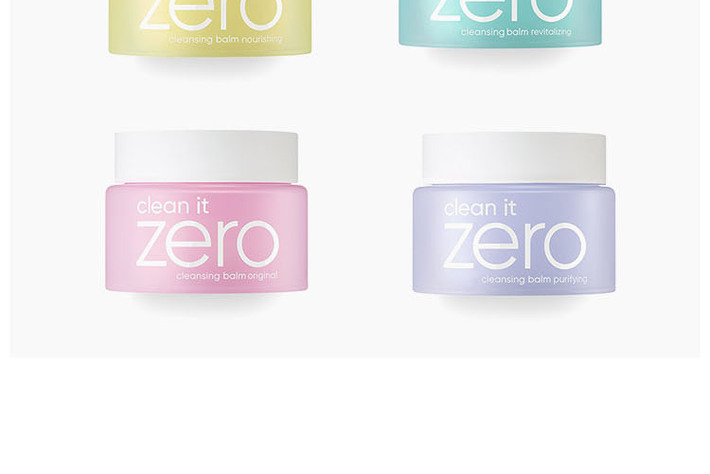 zero
cleansing balm nourishing
zero
cleansing balm revitalizing
clean it
zero
cleansing balm original
clean it
zero
cleansing balm purifying